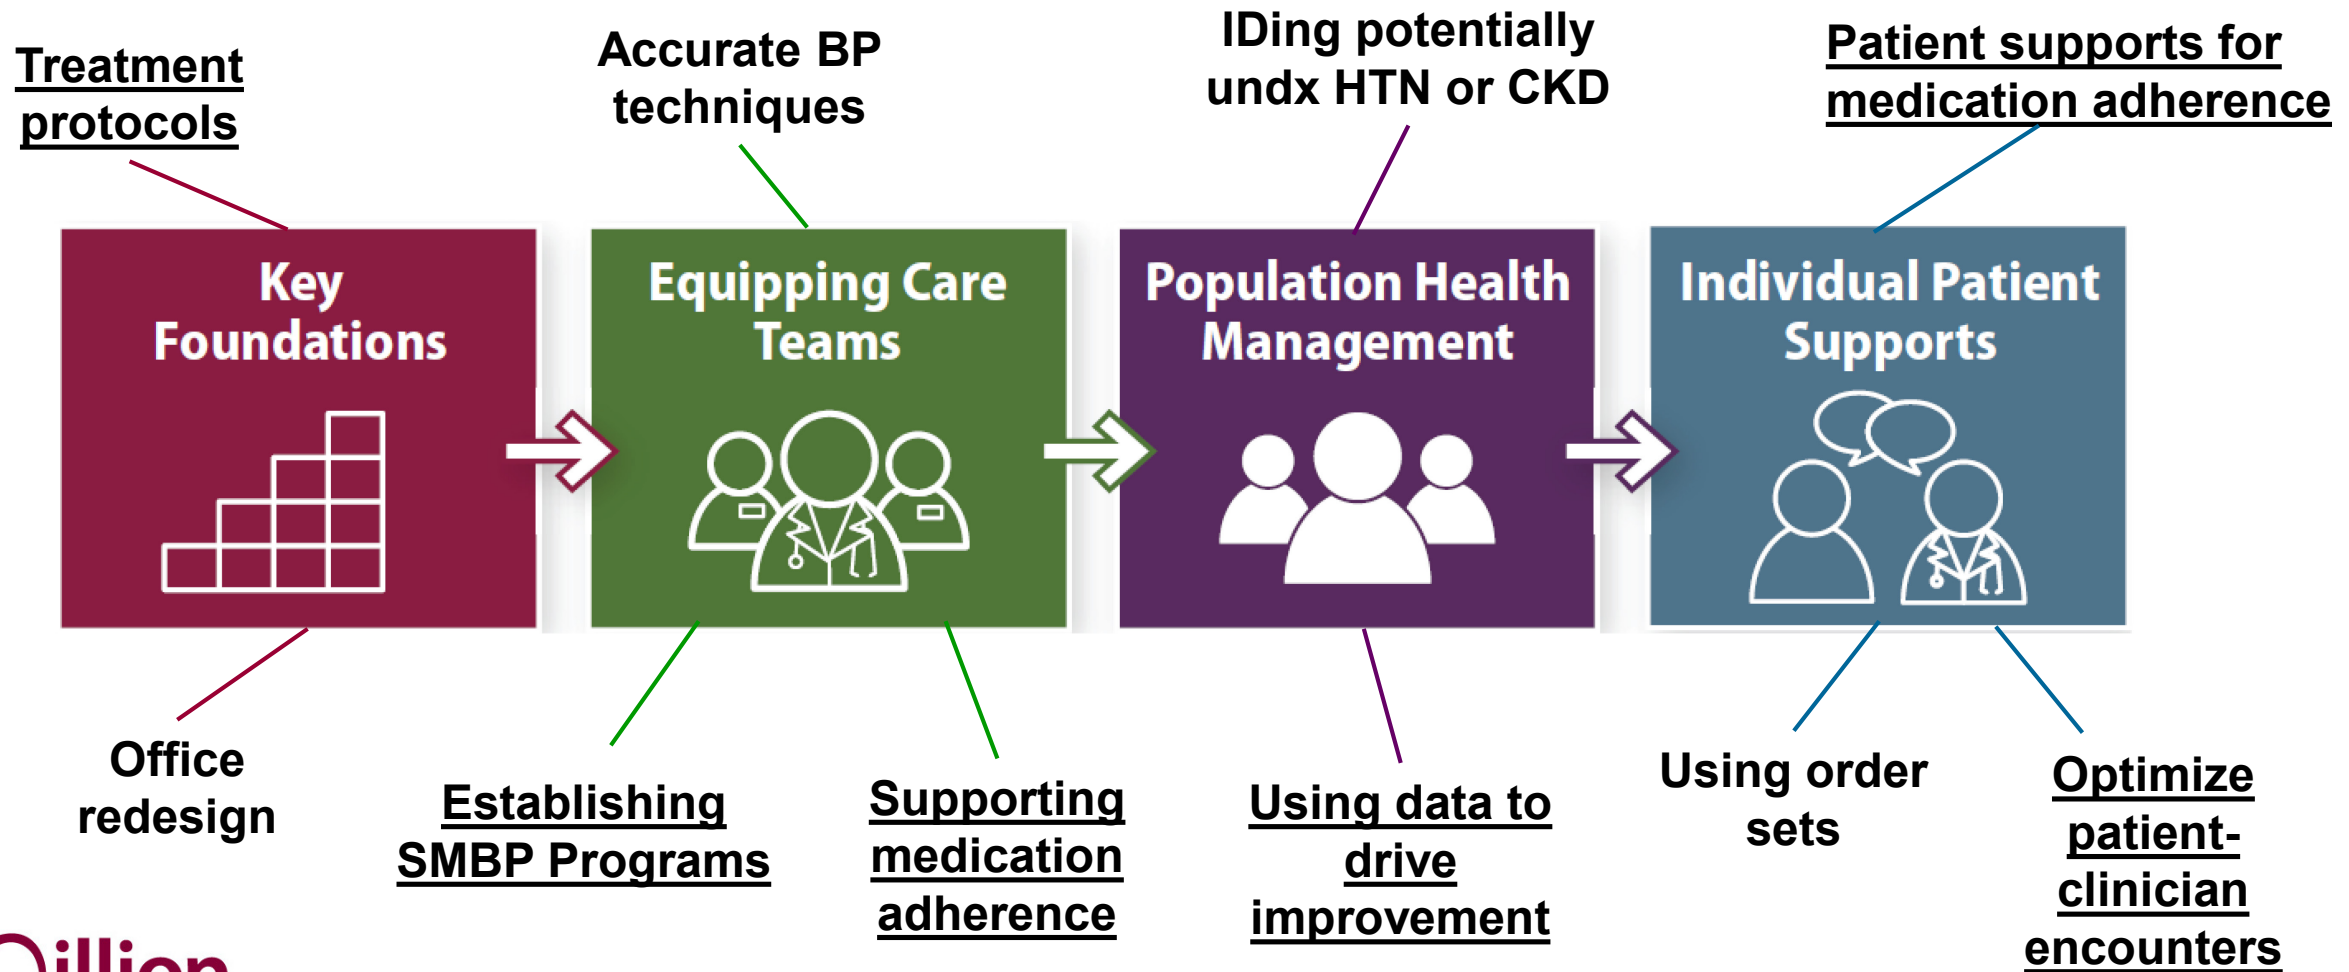 Treatment
protocols
Accurate BP
techniques
IDing potentially
undx HTN or CKD
Patient supports for
medication adherence
Key
Foundations
Equipping Care
Teams
Population Health
Management
Individual Patient
Supports
Office
redesign
Establishing
SMBP Programs
Supporting
medication
adherence
Using data to
drive
improvement
Using order
sets
Optimize
patient-
clinician
encounters